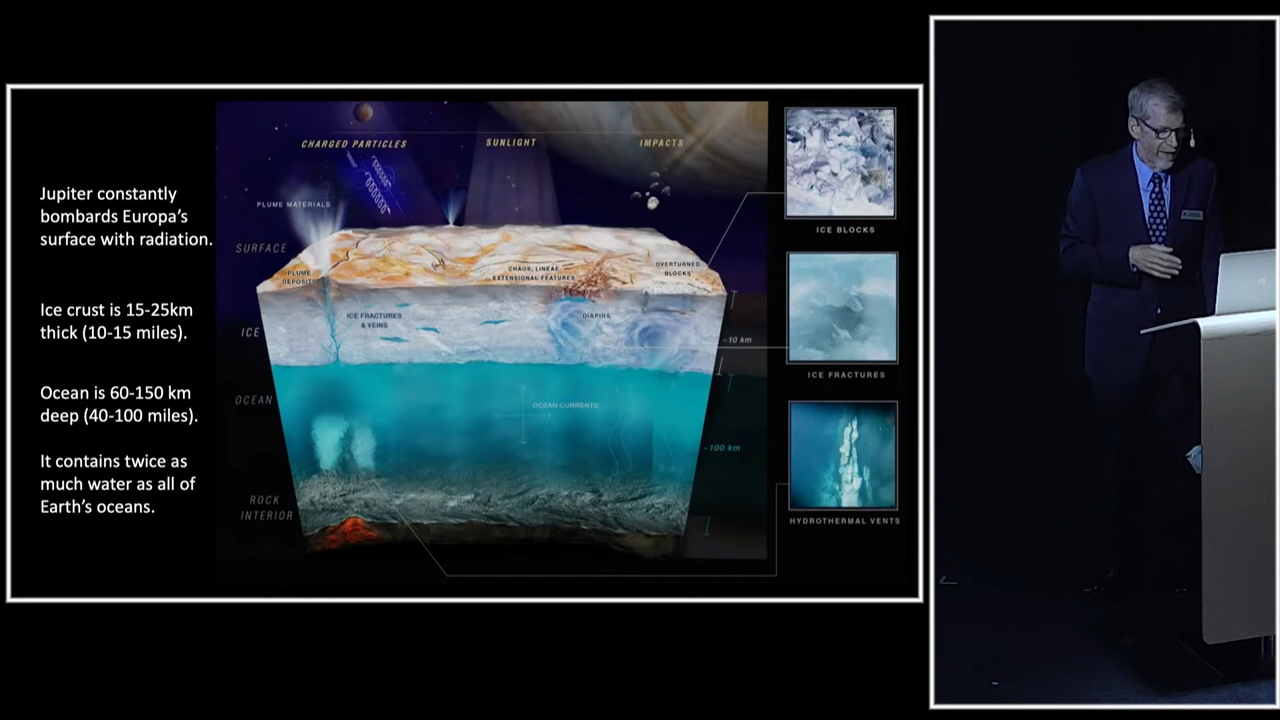 Jupiter constantly
bombards Europa's
surface with radiation.
Ice crust is 15-25km
thick (10-15 miles).
Ocean is 60-150 km
deep (40-100 miles).
It contains twice as
much water as all of
Earth's oceans.
CHARGED PARTICLES
SUNLIGHT
IMPACTS
PLUME MATERIALS
SURFACE
PLUME
DEPOSITS
CHAOS, LINEAE
EXTENSIONAL FEATURES
OVERTURNED
BLOCKS
ICE
ICE FRACTURES
& VEINS
DIAPIRS
~10 km
OCEAN
OCEAN CURRENTS
~100 km
ROCK
INTERIOR
ICE BLOCKS
ICE FRACTURES
HYDROTHERMAL VENTS